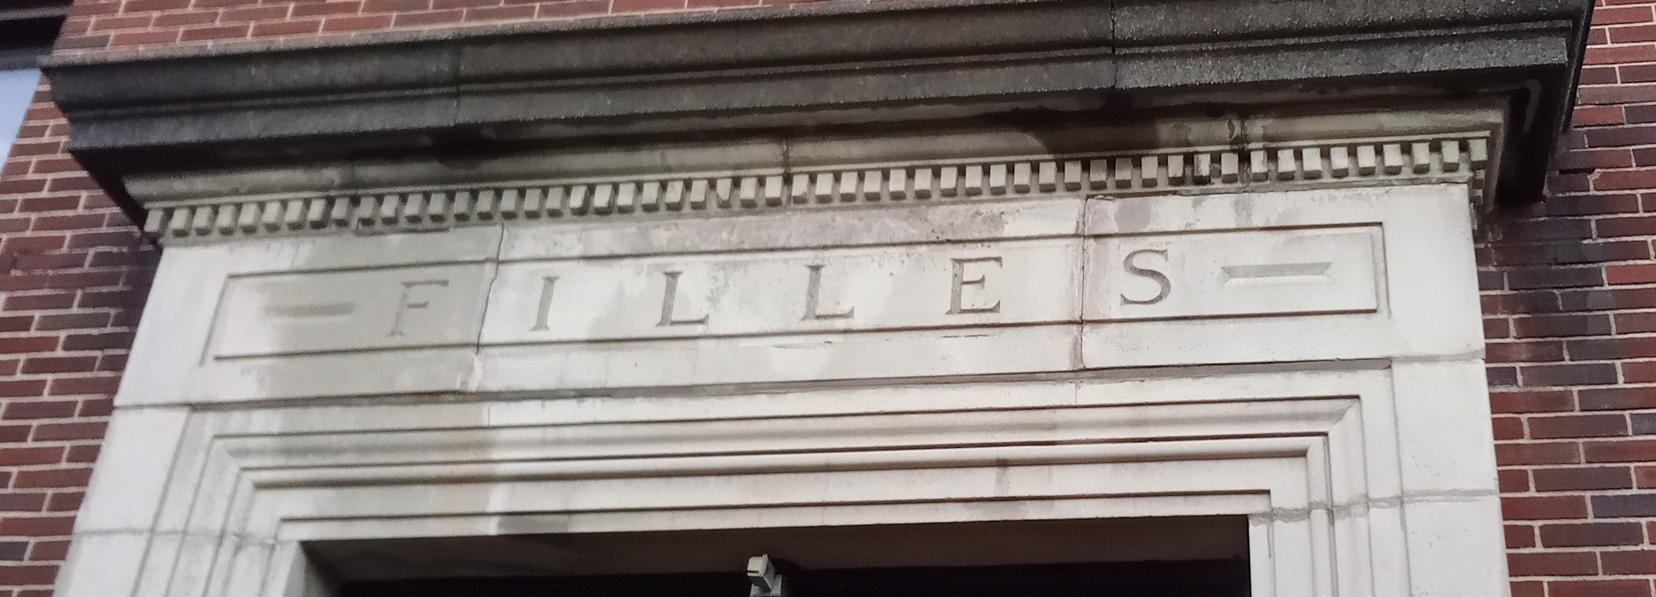 — FILLES —